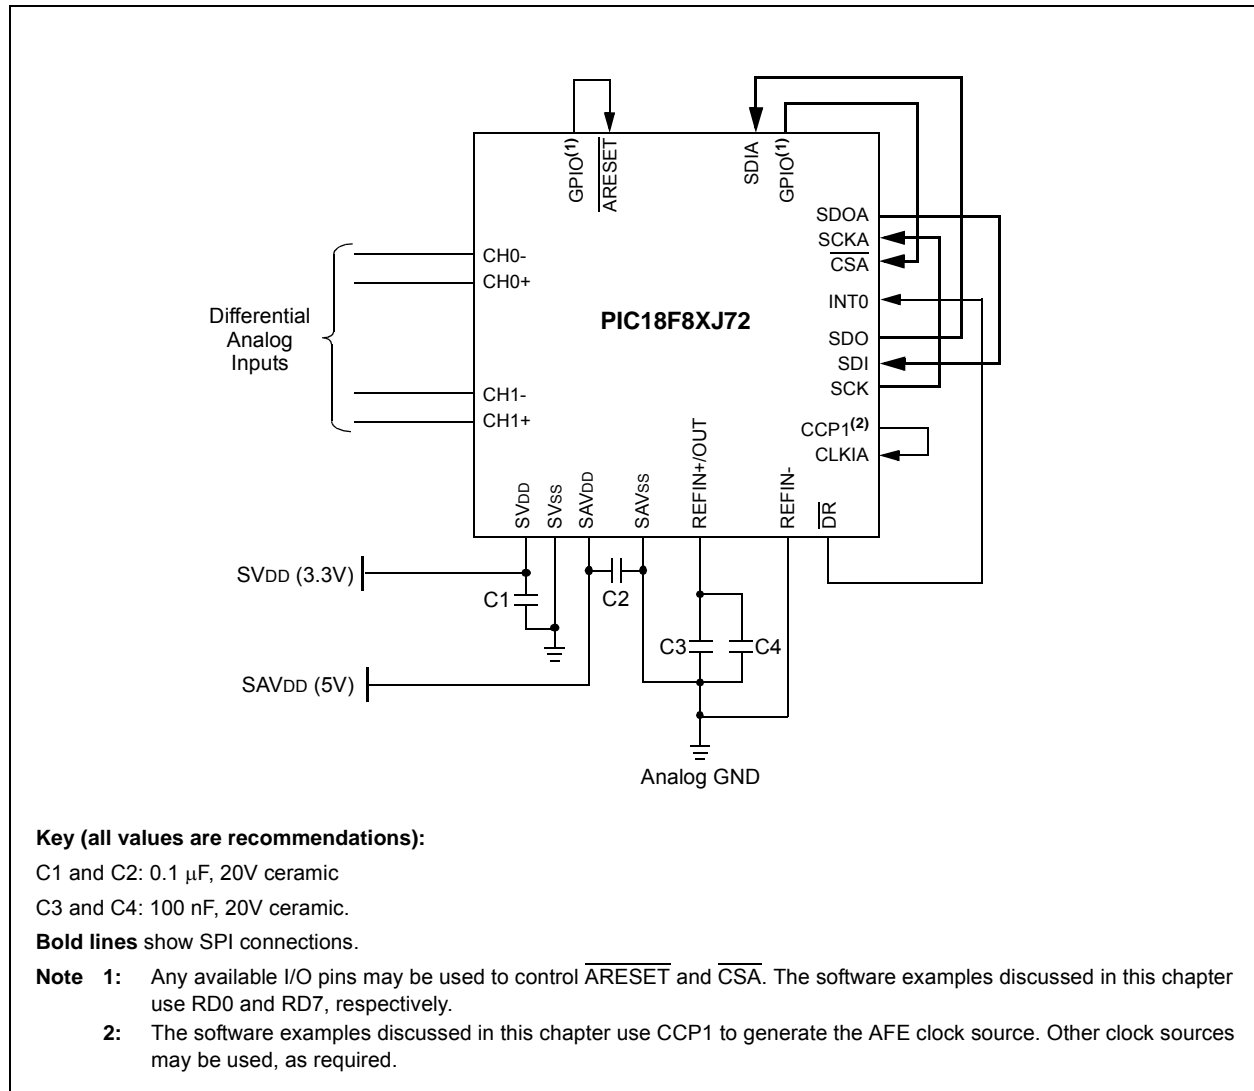 GPIO(1)
ARESET
SDIA
GPIO(1)
SDOA
SCKA
CSA
INT0
SDO
SDI
SCK
CCP1(2)
CLKIA
CH0-
CH0+
CH1-
CH1+
Differential
Analog
Inputs
PIC18F8XJ72
SVDD
SVSS
SAVDD
SAVSS
REFIN+/OUT
REFIN-
DR
SVDD (3.3V)
C1
C2
C3
C4
SAVDD (5V)
Analog GND
Key (all values are recommendations):
C1 and C2: 0.1 μF, 20V ceramic
C3 and C4: 100 nF, 20V ceramic.
Bold lines show SPI connections.
Note 1: Any available I/O pins may be used to control ARESET and CSA. The software examples discussed in this chapter
use RD0 and RD7, respectively.
2: The software examples discussed in this chapter use CCP1 to generate the AFE clock source. Other clock sources
may be used, as required.